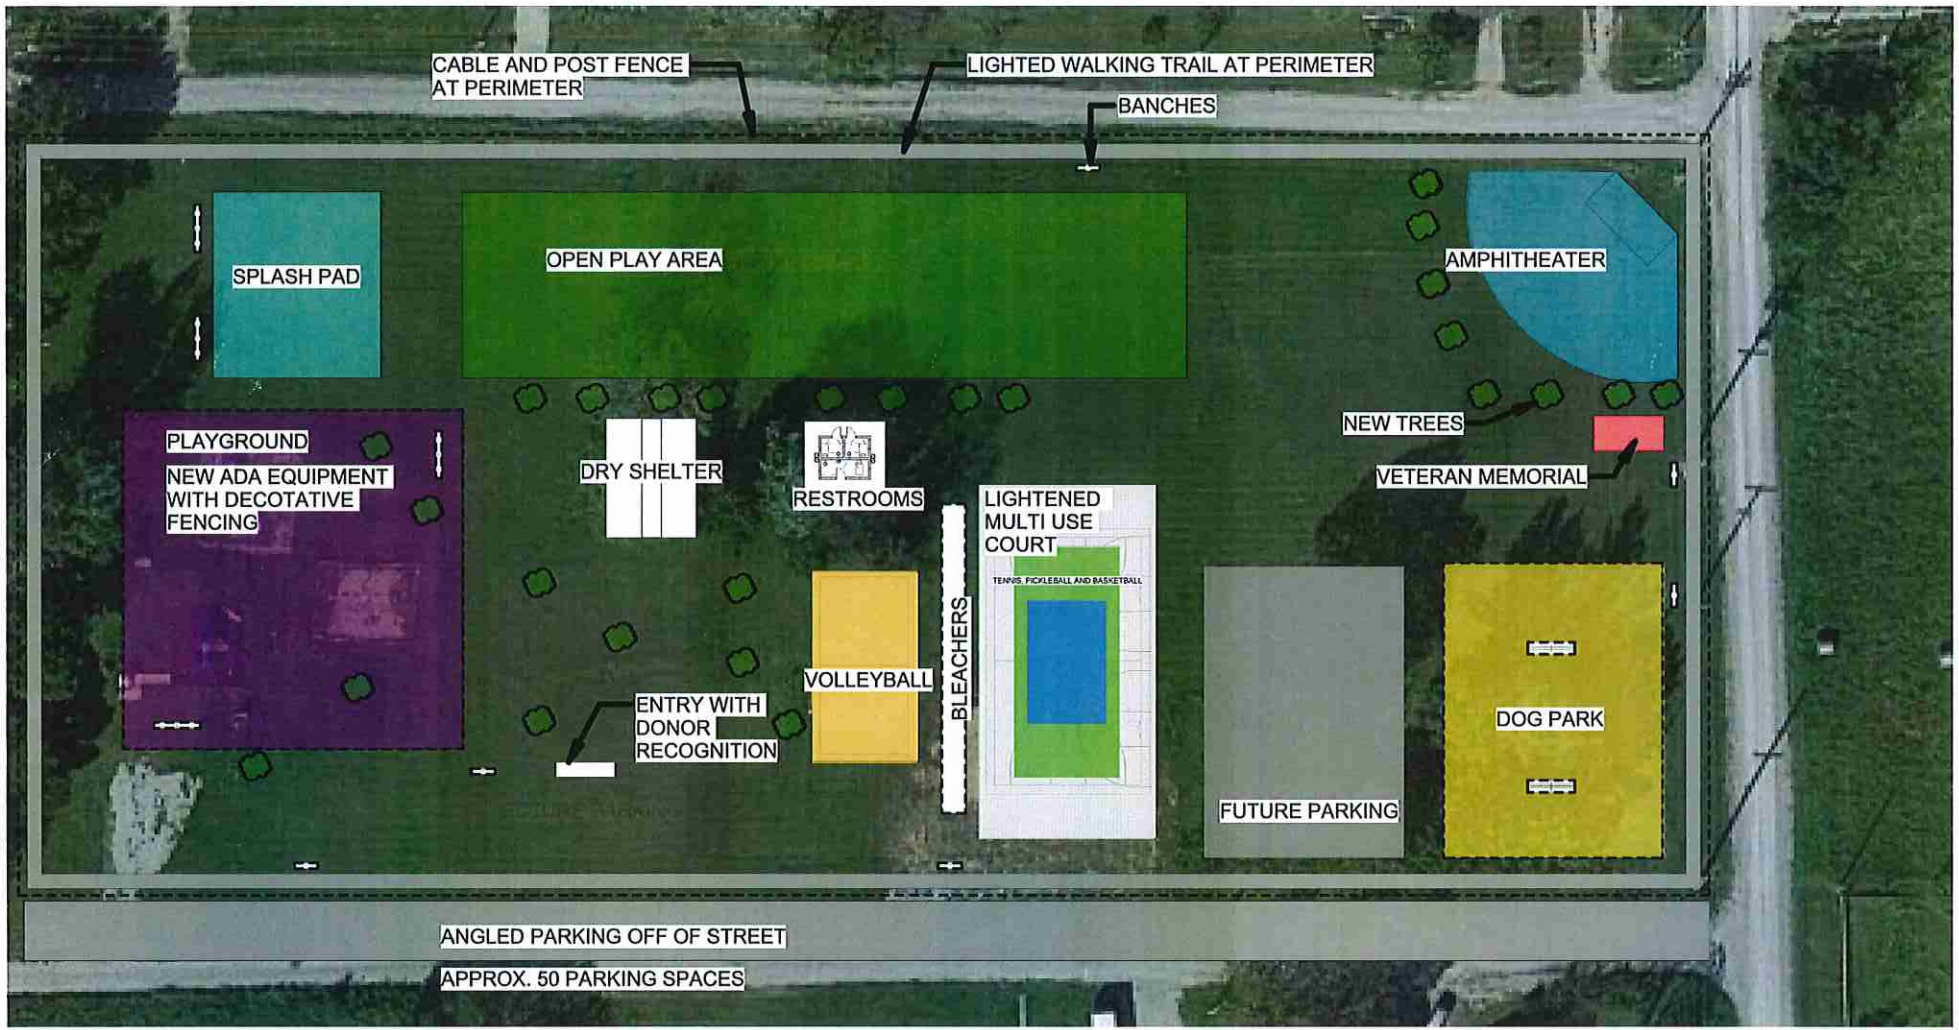 CABLE AND POST FENCE
AT PERIMETER
LIGHTED WALKING TRAIL AT PERIMETER
BANCHES
SPLASH PAD
OPEN PLAY AREA
AMPHITHEATER
NEW TREES
VETERAN MEMORIAL
PLAYGROUND
NEW ADA EQUIPMENT
WITH DECOTATIVE
FENCING
DRY SHELTER
RESTROOMS
LIGHTENED
MULTI USE
COURT
TENNIS, PICKLEBALL AND BASKETBALL
BLEACHERS
VOLLEYBALL
ENTRY WITH
DONOR
RECOGNITION
DOG PARK
FUTURE PARKING
ANGLED PARKING OFF OF STREET
APPROX. 50 PARKING SPACES